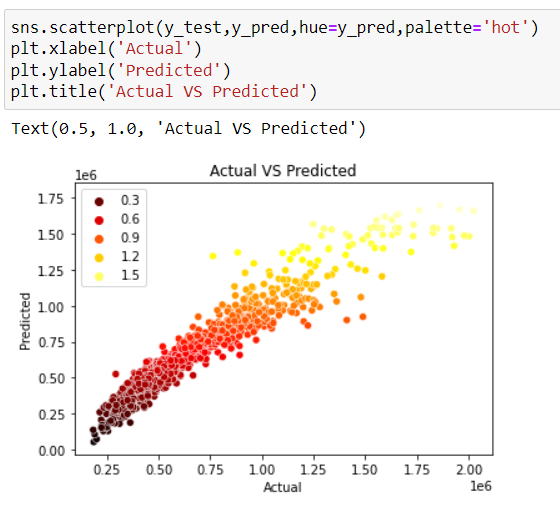 sns.scatterplot(y_test,y_pred,hue=y_pred,palette='hot')
plt.xlabel('Actual')
plt.ylabel('Predicted')
plt.title('Actual VS Predicted')
Text(0.5, 1.0, 'Actual VS Predicted')
Actual VS Predicted
1e6
1.75
1.50
1.25
1.00
0.75
0.50
0.25
0.00
Predicted
0.3
0.6
0.9
1.2
1.5
0.25 0.50 0.75 1.00 1.25 1.50 1.75 2.00
Actual
1e6